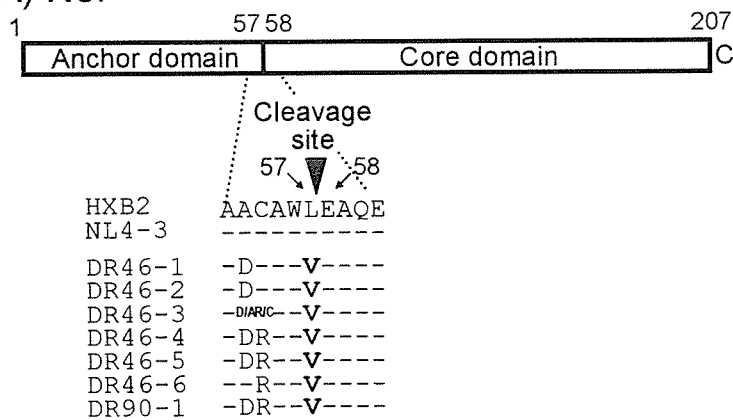 1 57 58 207
Anchor domain Core domain C
Cleavage
site
57 58
HXB2 AACAWLEAQE
NL4-3 ----------
DR46-1 -D---V----
DR46-2 -D---V----
DR46-3 -D/AR/C--V----
DR46-4 -DR--V----
DR46-5 -DR--V----
DR46-6 --R--V----
DR90-1 -DR--V----